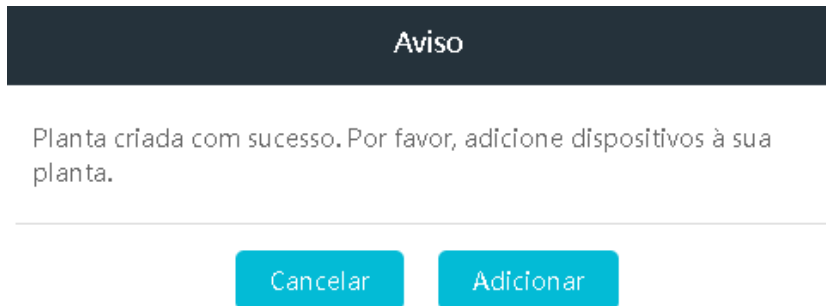 Aviso
Planta criada com sucesso. Por favor, adicione dispositivos à sua
planta.
Cancelar
Adicionar